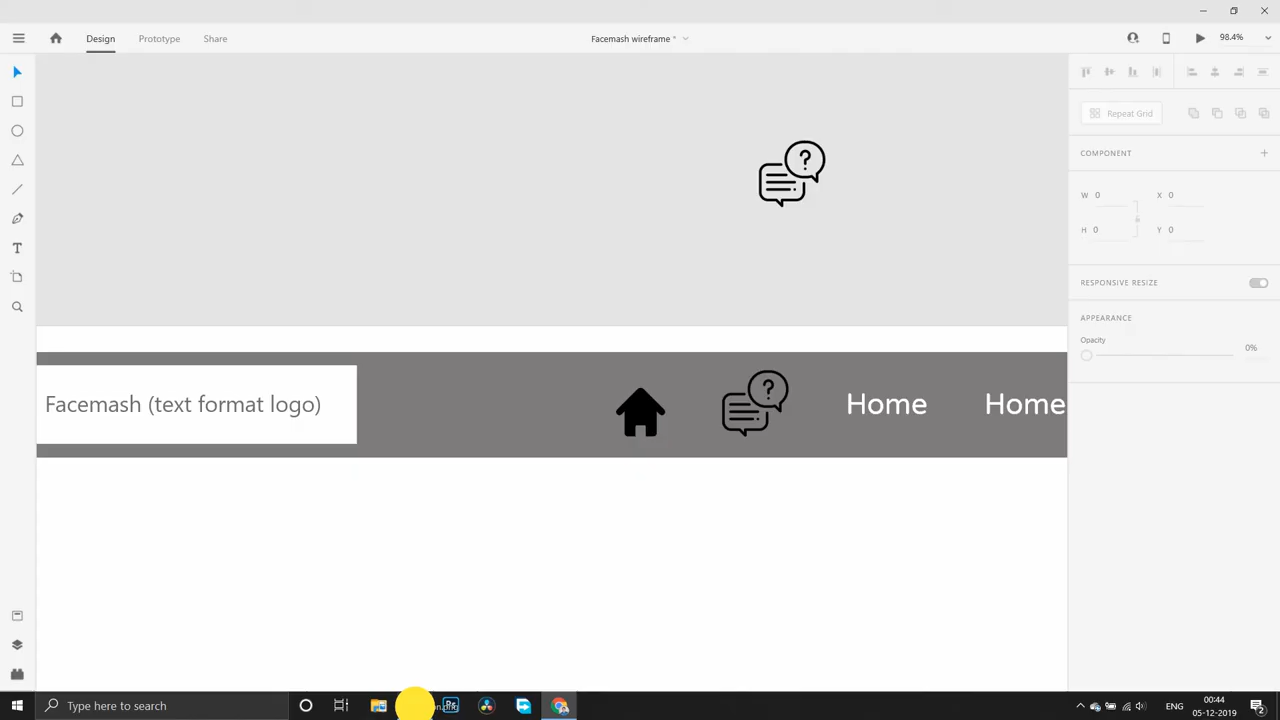 Design
Prototype
Share
Facemash wireframe *
98.4%
Repeat Grid
COMPONENT
W 0
X 0
H 0
Y 0
RESPONSIVE RESIZE
APPEARANCE
Opacity
0%
?
?
Facemash (text format logo)
Home
Home
Type here to search
ENG
00:44
05-12-2019
2